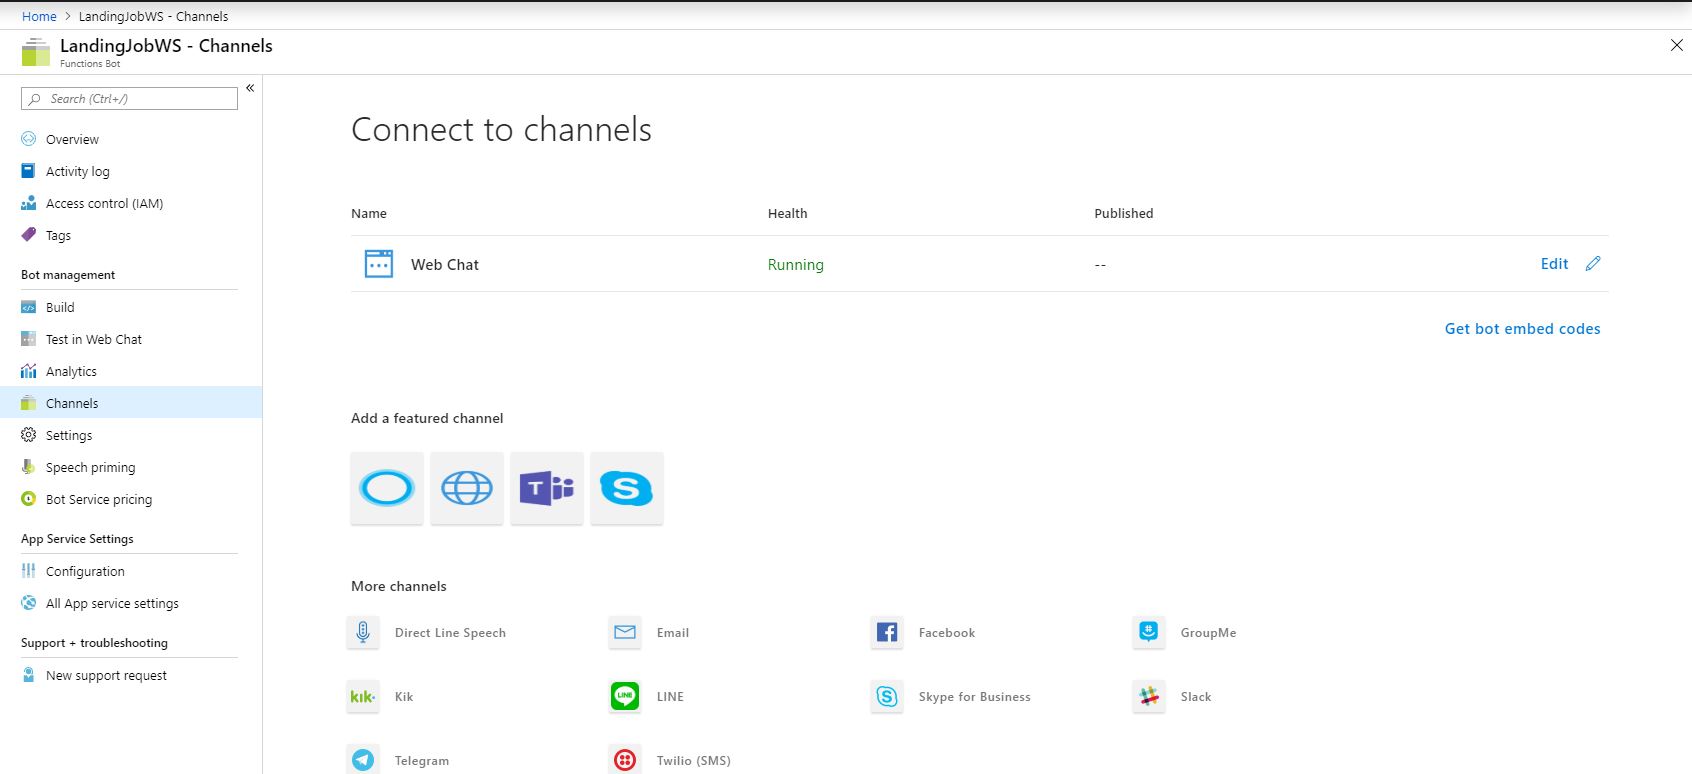 Home > LandingJobWS - Channels
LandingJobWS - Channels
Functions Bot
Search (Ctrl+/)
«
Overview
Activity log
Access control (IAM)
Tags
Bot management
Build
Test in Web Chat
Analytics
Channels
Settings
Speech priming
Bot Service pricing
App Service Settings
Configuration
All App service settings
Support + troubleshooting
New support request
Connect to channels
Name Health Published
Web Chat Running -- Edit
Get bot embed codes
Add a featured channel
T S
More channels
Direct Line Speech Email Facebook GroupMe
kik. Kik LINE LINE Skype for Business Slack
Telegram Twilio (SMS)